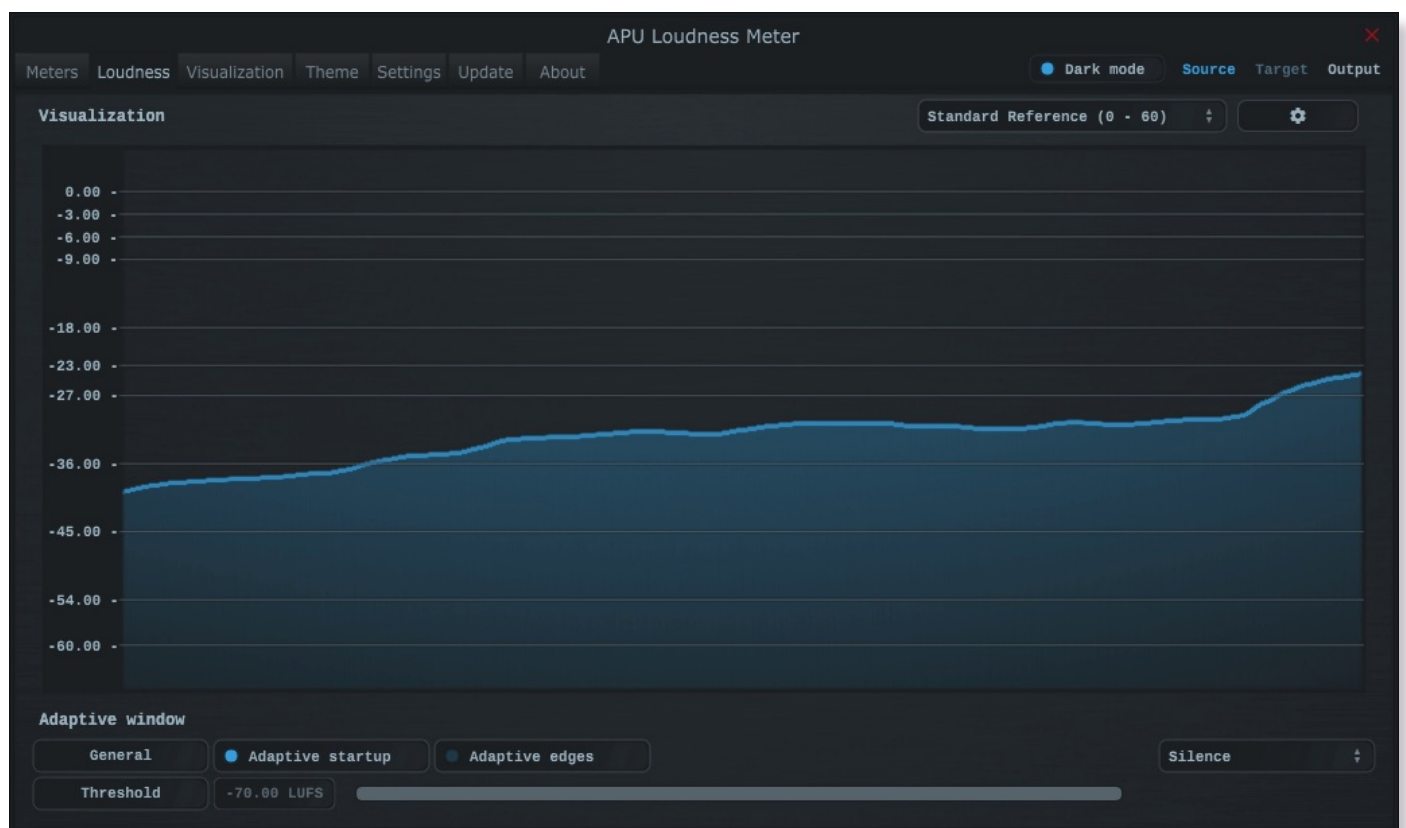 APU Loudness Meter
Meters Loudness Visualization Theme Settings Update About Dark mode Source Target Output
Visualization Standard Reference (0 - 60)
0.00 -
-3.00 -
-6.00 -
-9.00 -
-18.00 -
-23.00 -
-27.00 -
-36.00 -
-45.00 -
-54.00 -
-60.00 -
Adaptive window
General Adaptive startup Adaptive edges Silence
Threshold -70.00 LUFS